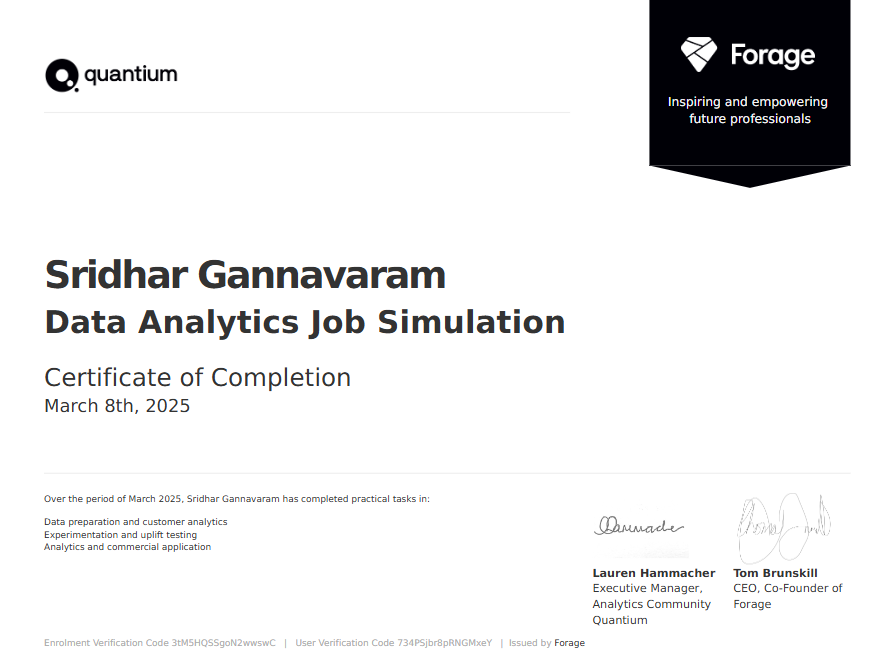 quantium
Forage
Inspiring and empowering
future professionals
Sridhar Gannavaram
Data Analytics Job Simulation
Certificate of Completion
March 8th, 2025
Over the period of March 2025, Sridhar Gannavaram has completed practical tasks in:
Data preparation and customer analytics
Experimentation and uplift testing
Analytics and commercial application
Lauren Hammacher
Executive Manager,
Analytics Community
Quantium
Tom Brunskill
CEO, Co-Founder of
Forage
Enrolment Verification Code 3tM5HQSSgoN2wwswC | User Verification Code 734PSjbr8pRNGMxeY | Issued by Forage